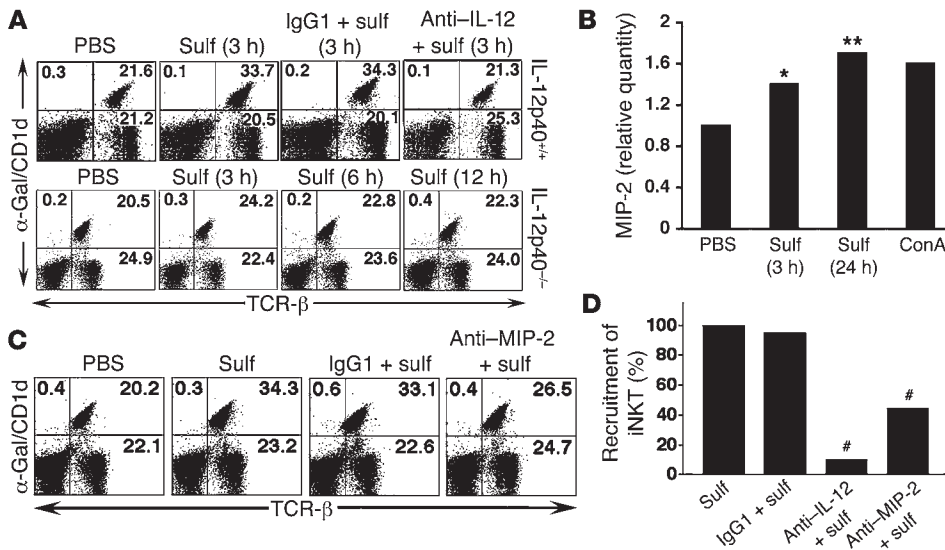 A
PBS
Sulf (3 h)
IgG1 + sulf
(3 h)
Anti–IL-12
+ sulf (3 h)
0.3 21.6
21.2
0.1 33.7
20.5
0.2 34.3
20.1
0.1 21.3
25.3
IL-12p40+/+
PBS
Sulf (3 h)
Sulf (6 h)
Sulf (12 h)
0.2 20.5
24.9
0.3 24.2
22.4
0.2 22.8
23.6
0.4 22.3
24.0
IL-12p40–/–
α-Gal/CD1d
TCR-β
B
MIP-2 (relative quantity)
2
1.6
1.2
0.8
0.4
0
*
**
PBS
Sulf
(3 h)
Sulf
(24 h)
ConA
C
PBS
Sulf
IgG1 + sulf
Anti–MIP-2
+ sulf
0.4 20.2
22.1
0.3 34.3
23.2
0.6 33.1
22.6
0.4 26.5
24.7
α-Gal/CD1d
TCR-β
D
Recruitment of
iNKT (%)
100
80
60
40
20
0
#
#
Sulf
IgG1 + sulf
Anti–IL-12
+ sulf
Anti–MIP-2
+ sulf